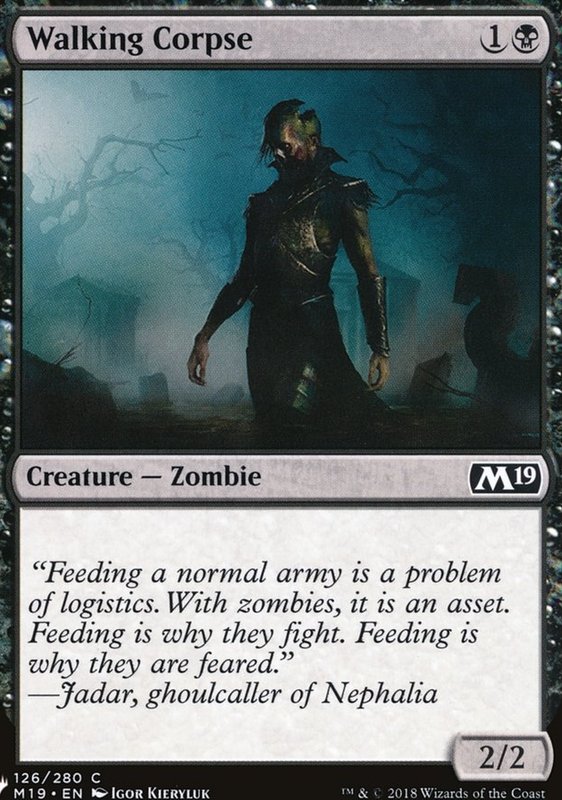 Walking Corpse 1
Creature — Zombie M19
“Feeding a normal army is a problem
of logistics. With zombies, it is an asset.
Feeding is why they fight. Feeding is
why they are feared.”
—Jadar, ghoulcaller of Nephalia
2/2
126/280 C
M19 • EN Igor Kieryluk
™ & © 2018 Wizards of the Coast